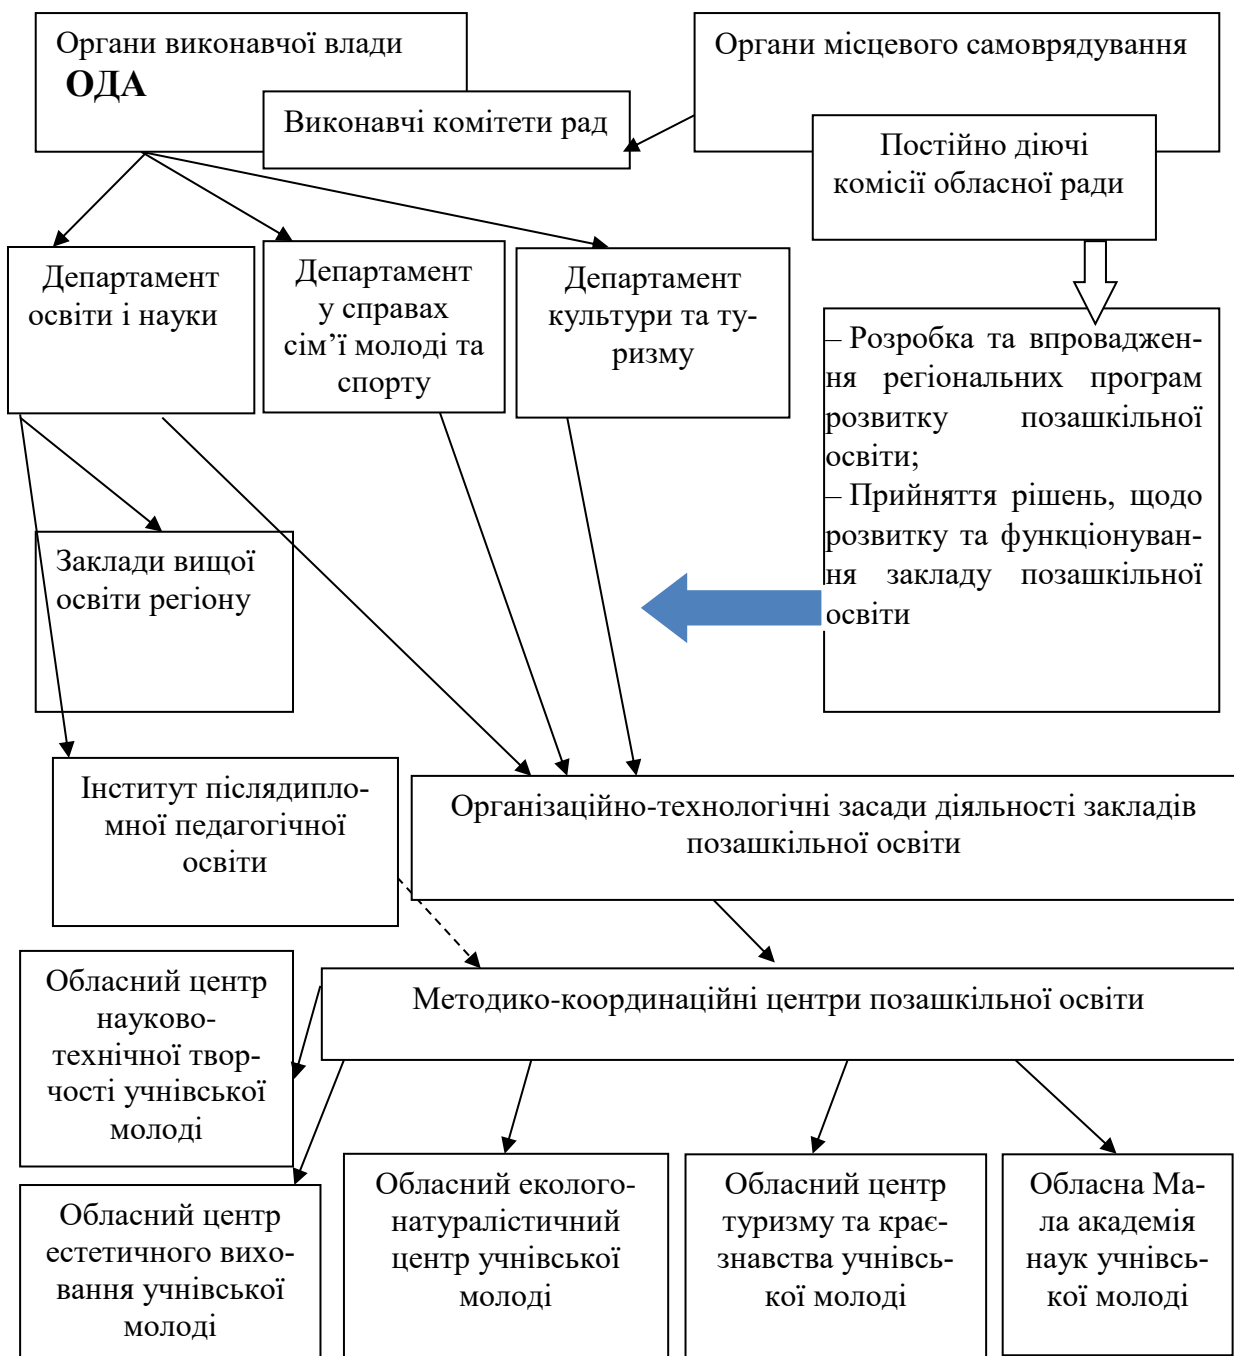 Органи виконавчої влади
ОДА
Виконавчі комітети рад
Органи місцевого самоврядування
Постійно діючі
комісії обласної ради
Департамент
освіти і науки
Департамент
у справах
сім’ї молоді та
спорту
Департамент
культури та ту-
ризму
– Розробка та впроваджен-
ня регіональних програм
розвитку позашкільної
освіти;
– Прийняття рішень, щодо
розвитку та функціонуван-
ня закладу позашкільної
освіти
Заклади вищої
освіти регіону
Інститут післядипло-
мної педагогічної
освіти
Організаційно-технологічні засади діяльності закладів
позашкільної освіти
Обласний центр
науково-
технічної твор-
чості учнівської
молоді
Методико-координаційні центри позашкільної освіти
Обласний центр
естетичного вихо-
вання учнівської
молоді
Обласний еколого-
натуралістичний
центр учнівської
молоді
Обласний центр
туризму та крає-
знавства учнівсь-
кої молоді
Обласна Ма-
ла академія
наук учнівсь-
кої молоді